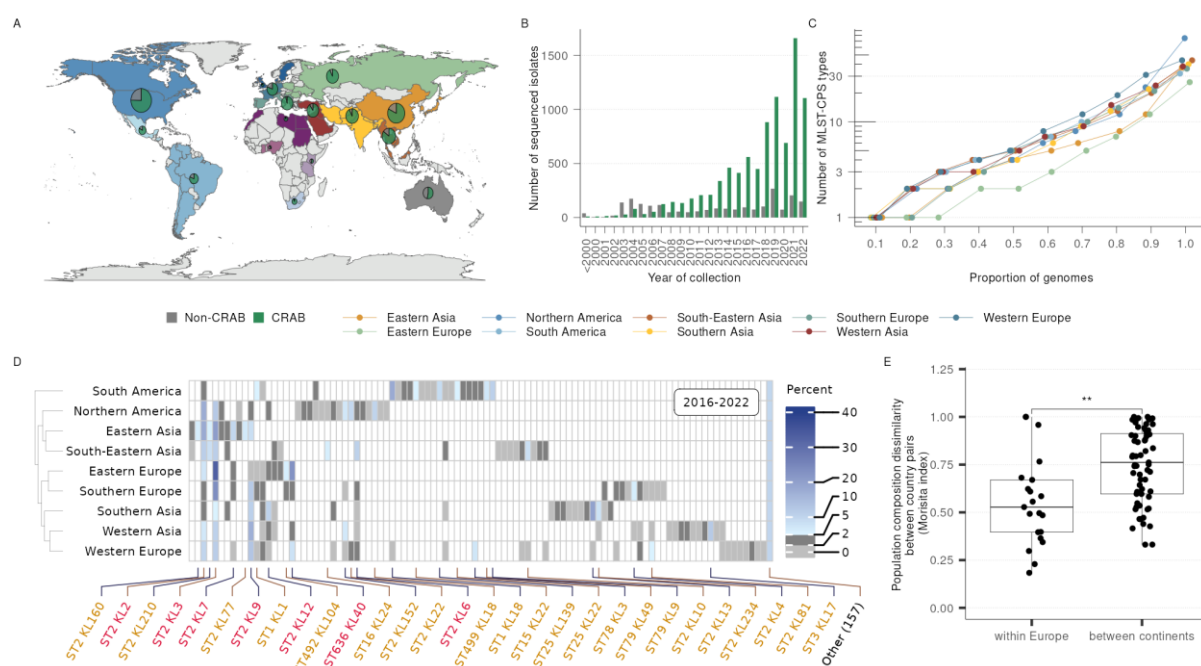 A
B
Number of sequenced isolates
1500
1000
500
0
<2000
2000
2001
2002
2003
2004
2005
2006
2007
2008
2009
2010
2011
2012
2013
2014
2015
2016
2017
2018
2019
2020
2021
2022
Year of collection
C
Number of MLST-CPS types
30
10
3
1
0.1 0.2 0.3 0.4 0.5 0.6 0.7 0.8 0.9 1.0
Proportion of genomes
Non-CRAB CRAB
Eastern Asia Northern America South-Eastern Asia Southern Europe Western Europe
Eastern Europe South America Southern Asia Western Asia
D
South America
Northern America
Eastern Asia
South-Eastern Asia
Eastern Europe
Southern Europe
Southern Asia
Western Asia
Western Europe
2016-2022
Percent
40
30
20
10
5
2
0
ST2 KL160
ST2 KL2
ST2 KL210
ST2 KL3
ST2 KL7
ST2 KL77
ST2 KL9
ST1 KL1
ST2 KL12
ST492 KL104
ST636 KL40
ST16 KL24
ST2 KL152
ST2 KL22
ST2 KL6
ST499 KL18
ST1 KL18
ST15 KL22
ST25 KL139
ST25 KL22
ST78 KL3
ST79 KL49
ST79 KL9
ST2 KL10
ST2 KL13
ST2 KL234
ST2 KL4
ST2 KL81
ST3 KL17
Other (157)
E
Population composition dissimilarity
between country pairs
(Morisita index)
1.25
1.00
0.75
0.50
0.25
0.00
**
within Europe between continents